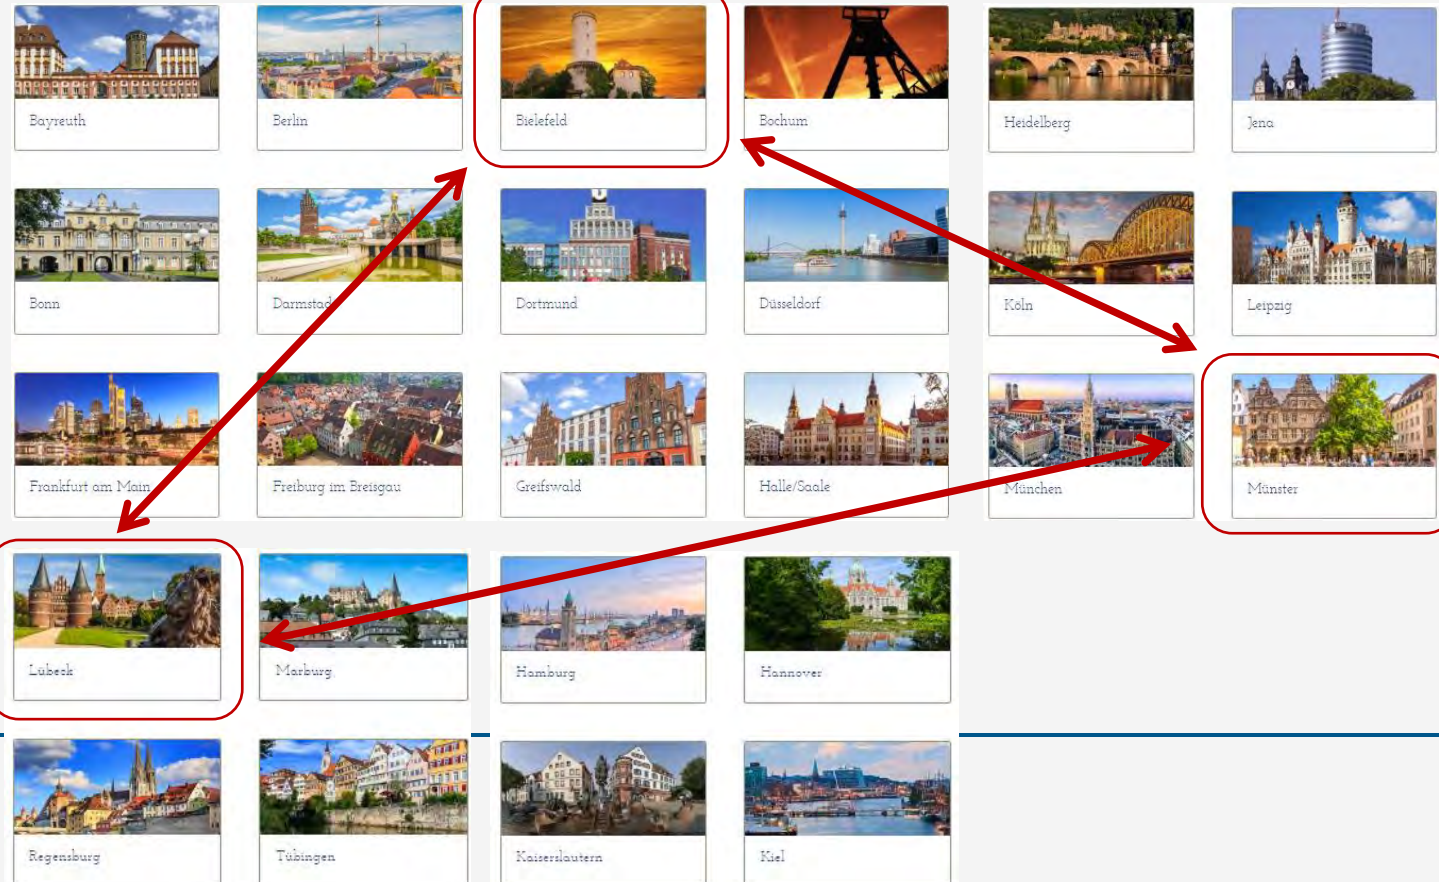 Bayreuth
Berlin
Bielefeld
Bochum
Heidelberg
Jena
Bonn
Darmstadt
Dortmund
Düsseldorf
Köln
Leipzig
Frankfurt am Main
Freiburg im Breisgau
Greifswald
Halle/Saale
München
Münster
Lübeck
Marburg
Hamburg
Hannover
Regensburg
Tübingen
Kaiserslautern
Kiel